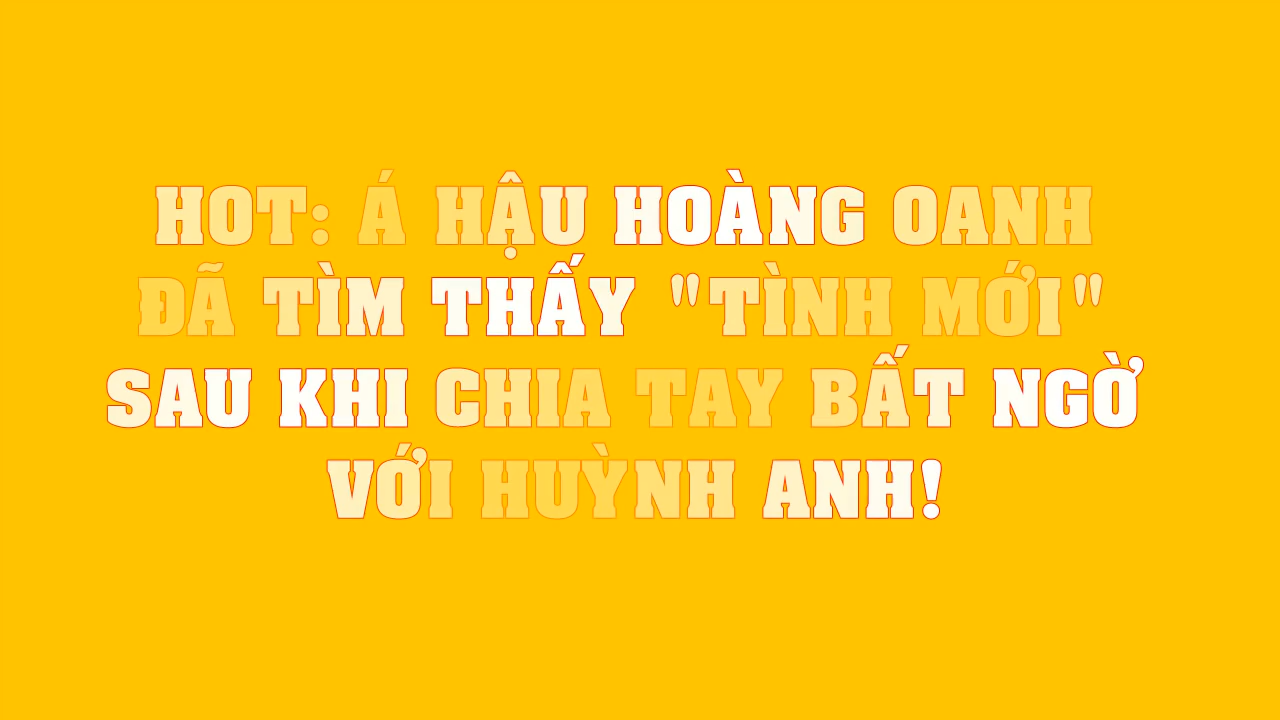 HOT: Á HẬU HOÀNG OANH
ĐÃ TÌM THẤY "TÌNH MỚI"
SAU KHI CHIA TAY BẤT NGỜ
VỚI HUỲNH ANH!